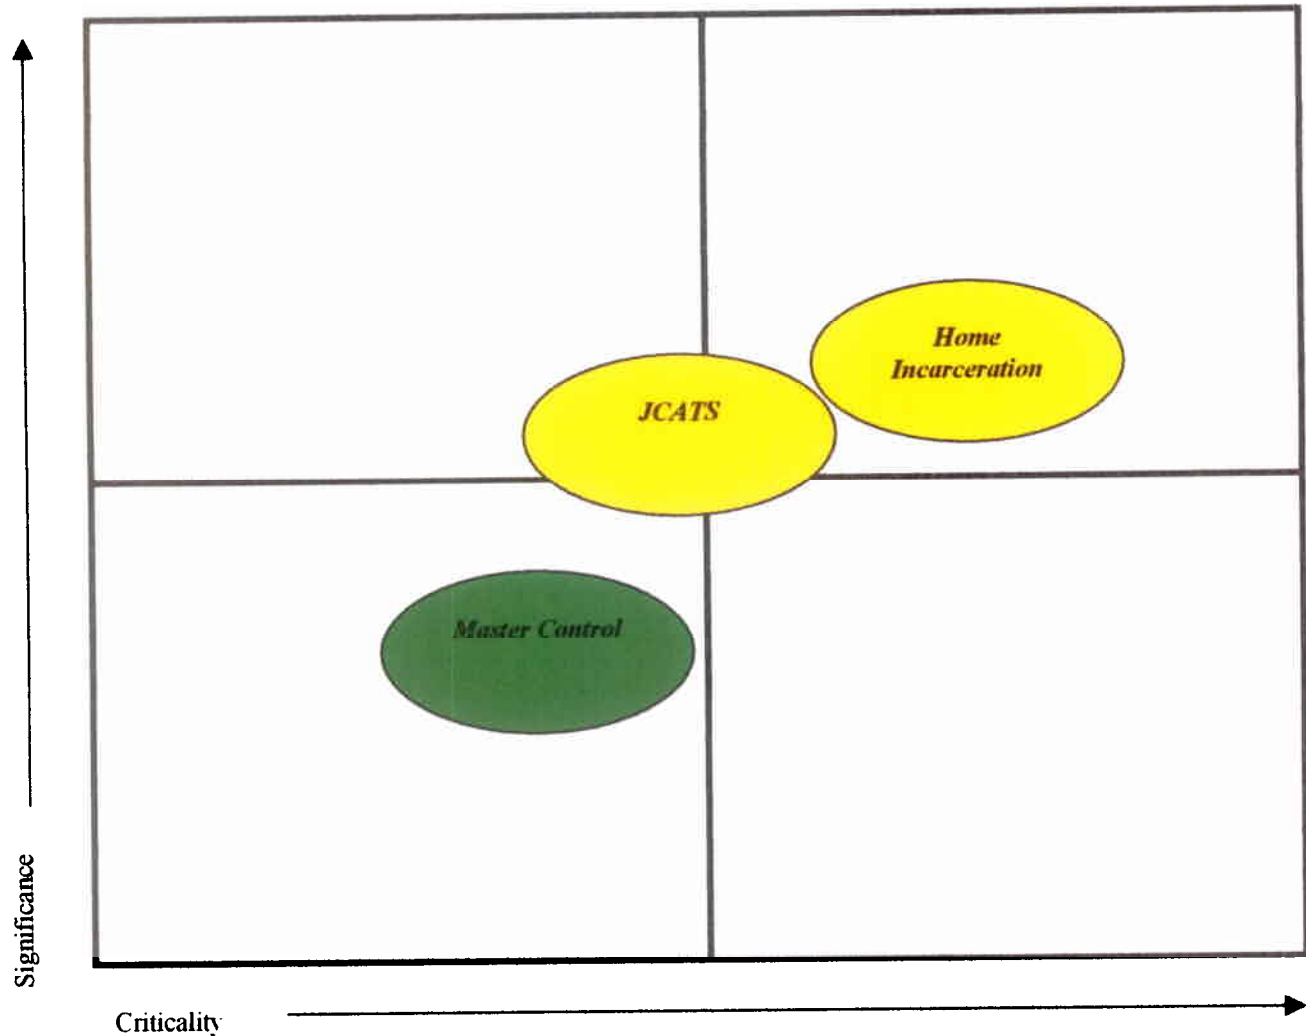 Home
Incarceration
JCATS
Master Control
Significance
Criticality